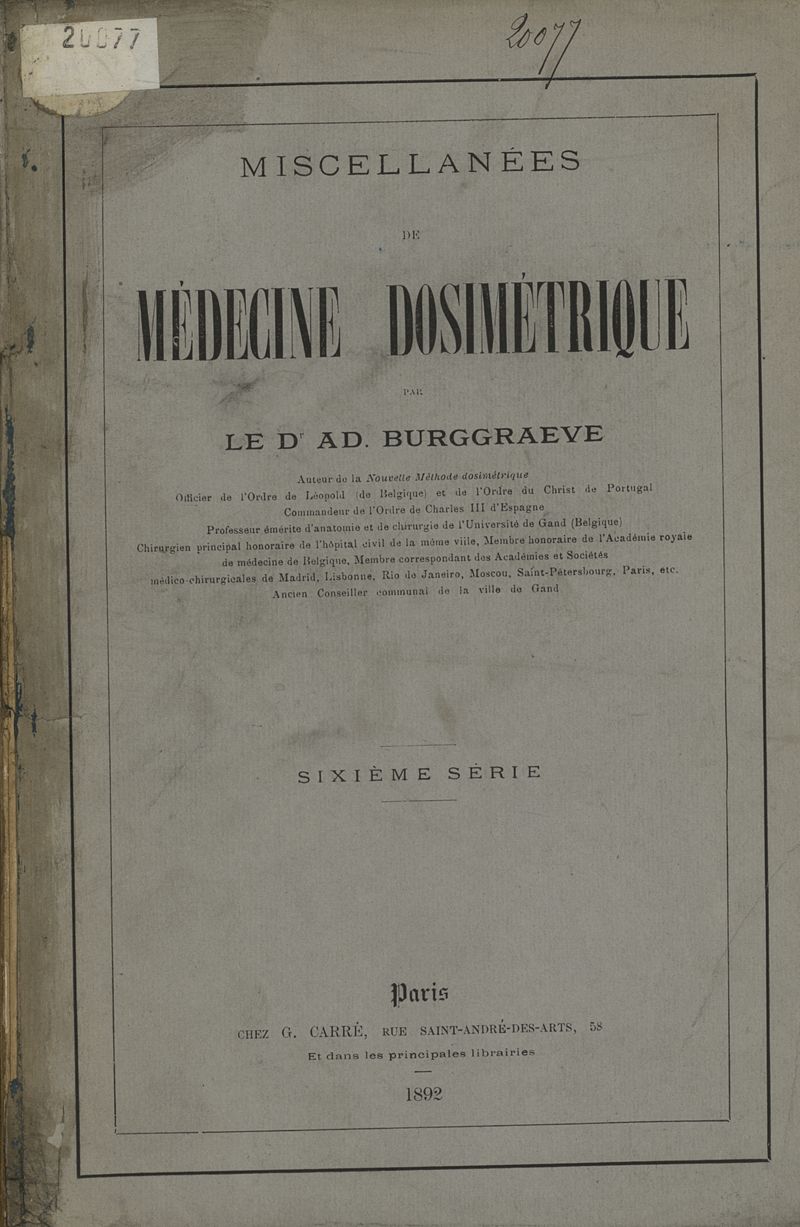 20077
20077
MISCELLANÉES
DE
MÉDECINE DOSIMÉTRIQUE
PAR
LE Dr AD. BURGGRAEVE
Auteur de la Nouvelle Méthode dosimétrique
Officier de l'Ordre de Léopold (de Belgique) et de l'Ordre du Christ de Portugal
Commandeur de l'Ordre de Charles III d'Espagne
Professeur émérite d'anatomie et de chirurgie de l'Université de Gand (Belgique)
Chirurgien principal honoraire de l'hôpital civil de la même ville, Membre honoraire de l'Académie royale
de médecine de Belgique, Membre correspondant des Académies et Sociétés
médico-chirurgicales de Madrid, Lisbonne, Rio de Janeiro, Moscou, Saint-Pétersbourg, Paris, etc.
Ancien Conseiller communal de la ville de Gand
SIXIÈME SÉRIE
Paris
CHEZ G. CARRÉ, RUE SAINT-ANDRÉ-DES-ARTS, 58
Et dans les principales librairies
1892